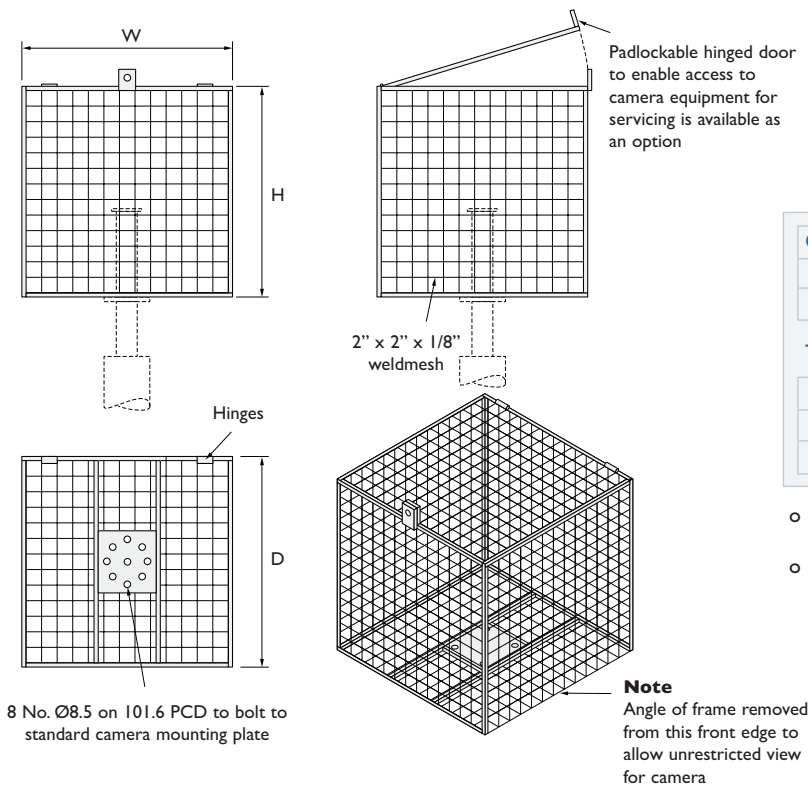 W
H
Padlockable hinged door
to enable access to
camera equipment for
servicing is available as
an option
2” x 2” x 1/8”
weldmesh
Hinges
D
8 No. Ø8.5 on 101.6 PCD to bolt to
standard camera mounting plate
Note
Angle of frame removed
from this front edge to
allow unrestricted view
for camera